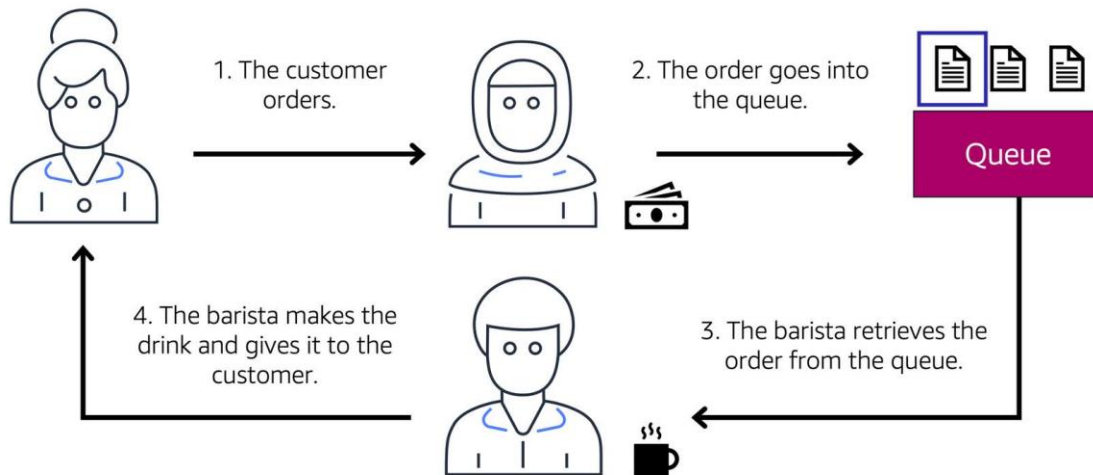 1. The customer
orders.
2. The order goes into
the queue.
Queue
3. The barista retrieves the
order from the queue.
4. The barista makes the
drink and gives it to the
customer.